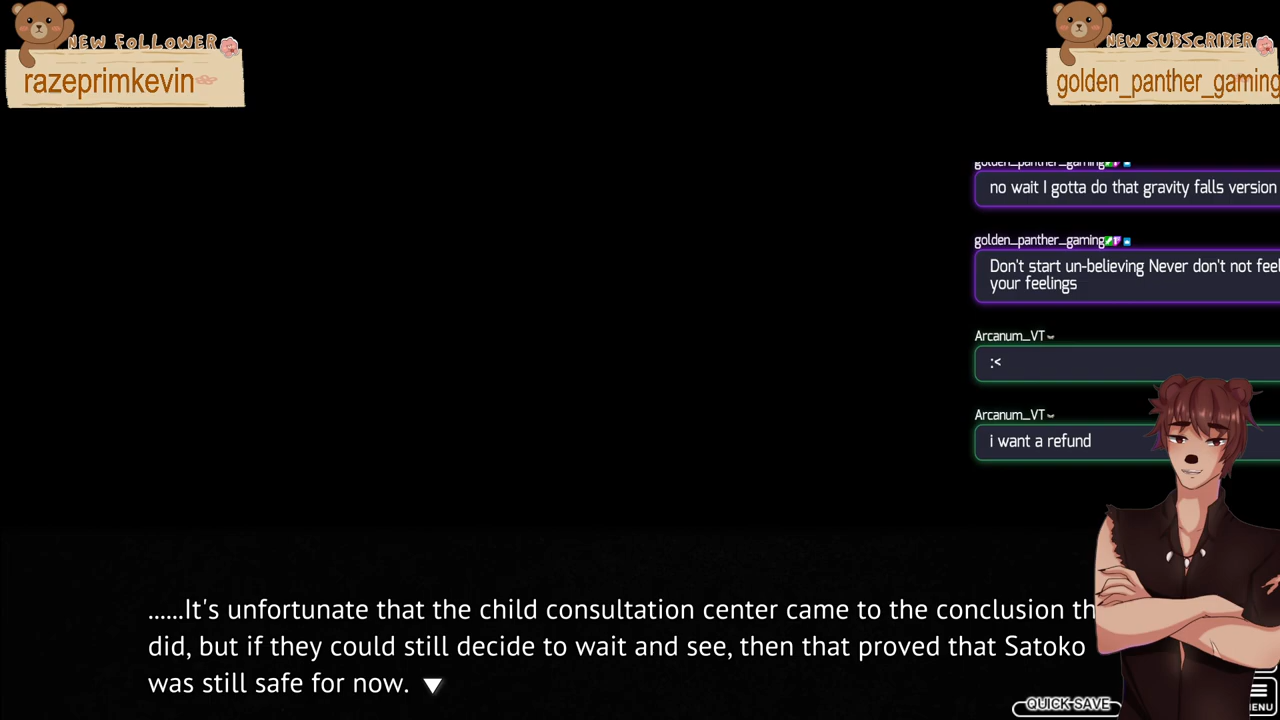 NEW FOLLOWER
razeprimkevin
NEW SUBSCRIBER
golden_panther_gaming
golden_panther_gaming
no wait I gotta do that gravity falls version
golden_panther_gaming
Don't start un-believing Never don't not feel
your feelings
Arcanum_VT
:<
Arcanum_VT
i want a refund
......It's unfortunate that the child consultation center came to the conclusion th
did, but if they could still decide to wait and see, then that proved that Satoko
was still safe for now.
QUICK SAVE
MENU